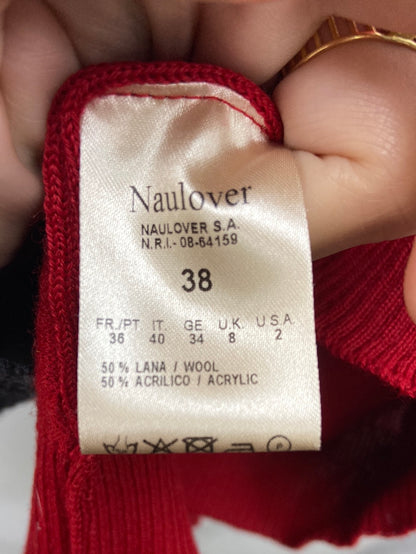 Naulover
NAULOVER S.A.
N.R.I.- 08-64159
38
FR./PT IT. GE U.K. U.S.A.
36 40 34 8 2
50 % LANA / WOOL
50 % ACRILICO / ACRYLIC
P